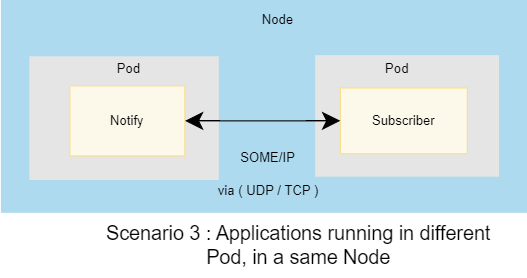 Node
Pod
Pod
Notify
Subscriber
SOME/IP
via ( UDP / TCP )
Scenario 3 : Applications running in different
Pod, in a same Node